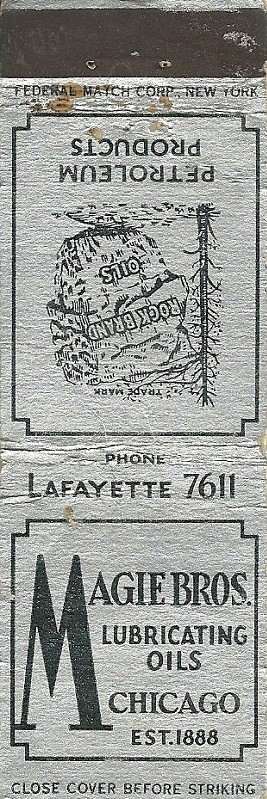 FEDERAL MATCH CORP., NEW YORK
PETROLEUM
PRODUCTS
OILS
ROCK BRAND
TRADE MARK
PHONE
LAFAYETTE 7611
MAGIE BROS.
LUBRICATING
OILS
CHICAGO
EST. 1888
CLOSE COVER BEFORE STRIKING